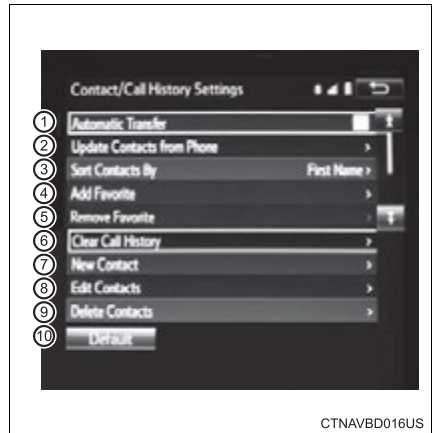 Contact/Call History Settings
1 Automatic Transfer
2 Update Contacts from Phone
3 Sort Contacts By First Name
4 Add Favorite
5 Remove Favorite
6 Clear Call History
7 New Contact
8 Edit Contacts
9 Delete Contacts
10 Default
CTNAVBD016US